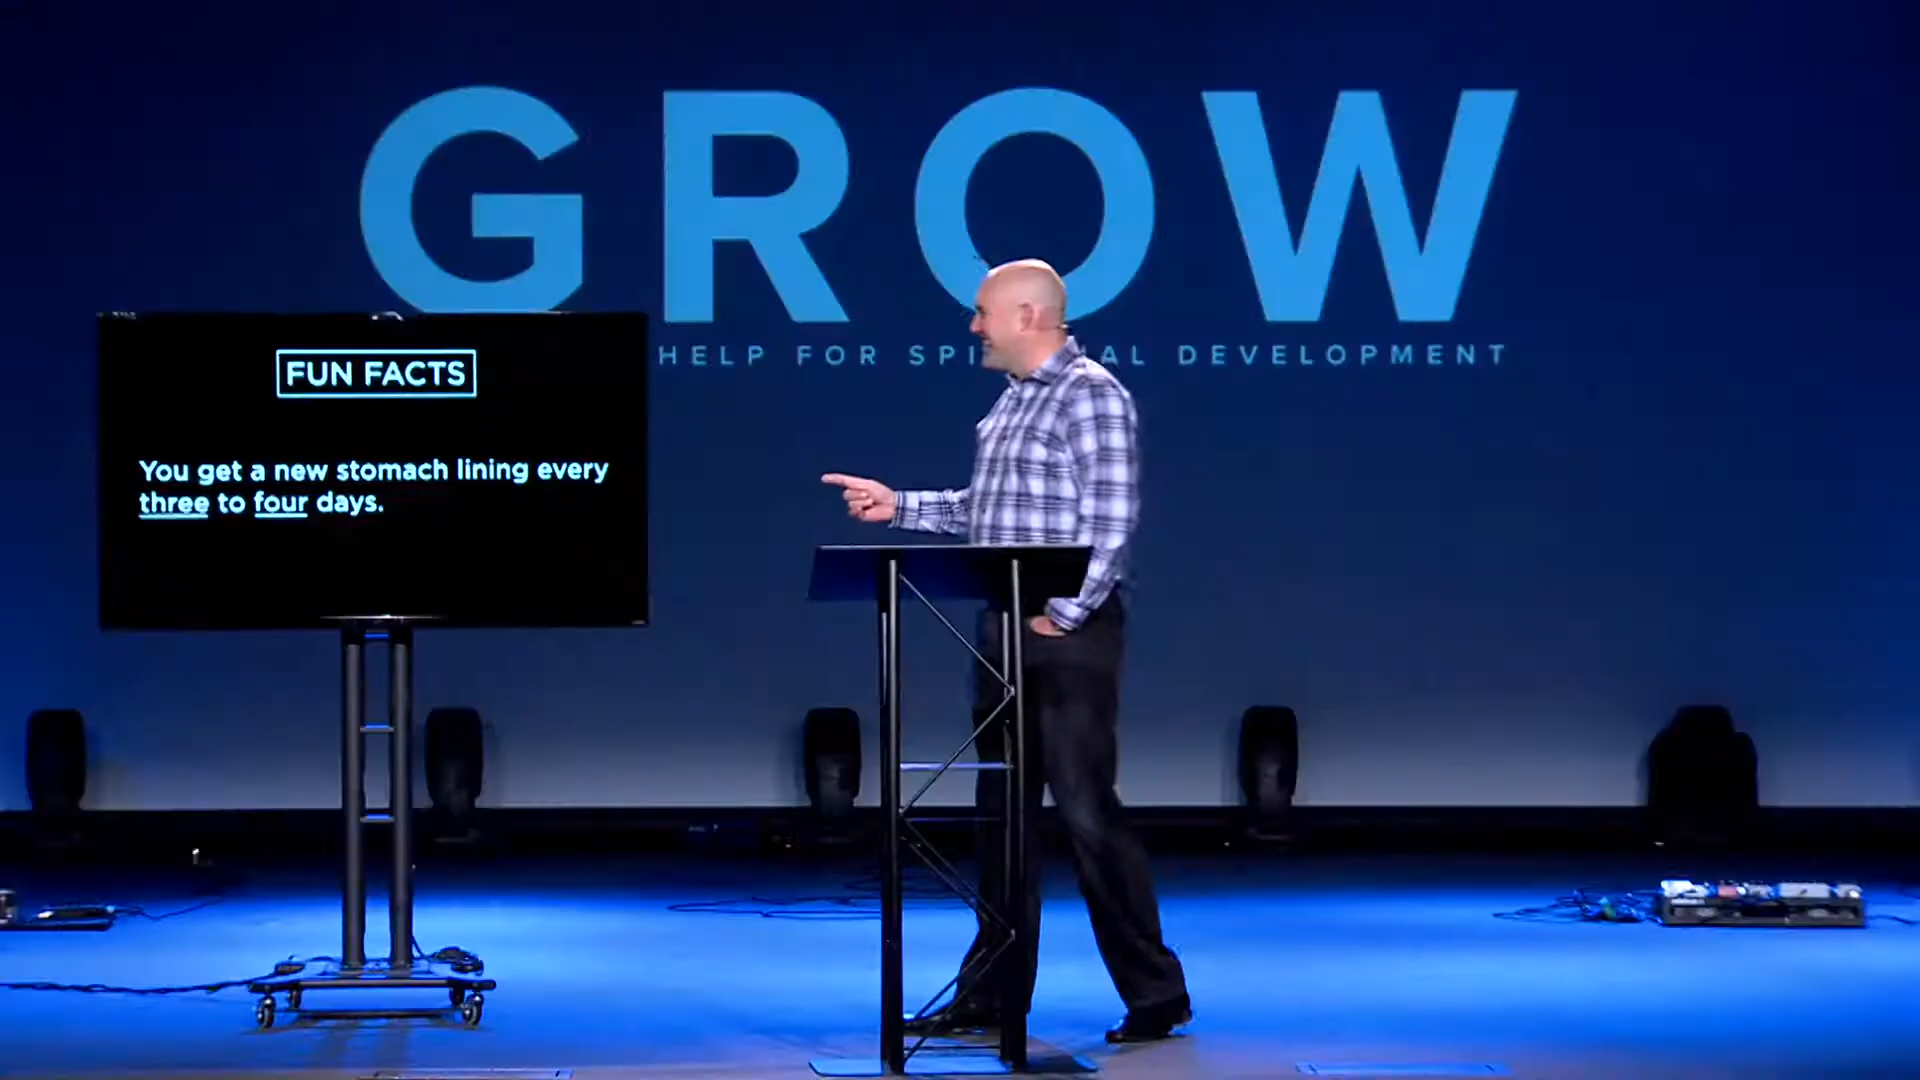 GROW
HELP FOR SPI AL DEVELOPMENT
FUN FACTS
You get a new stomach lining every
three to four days.